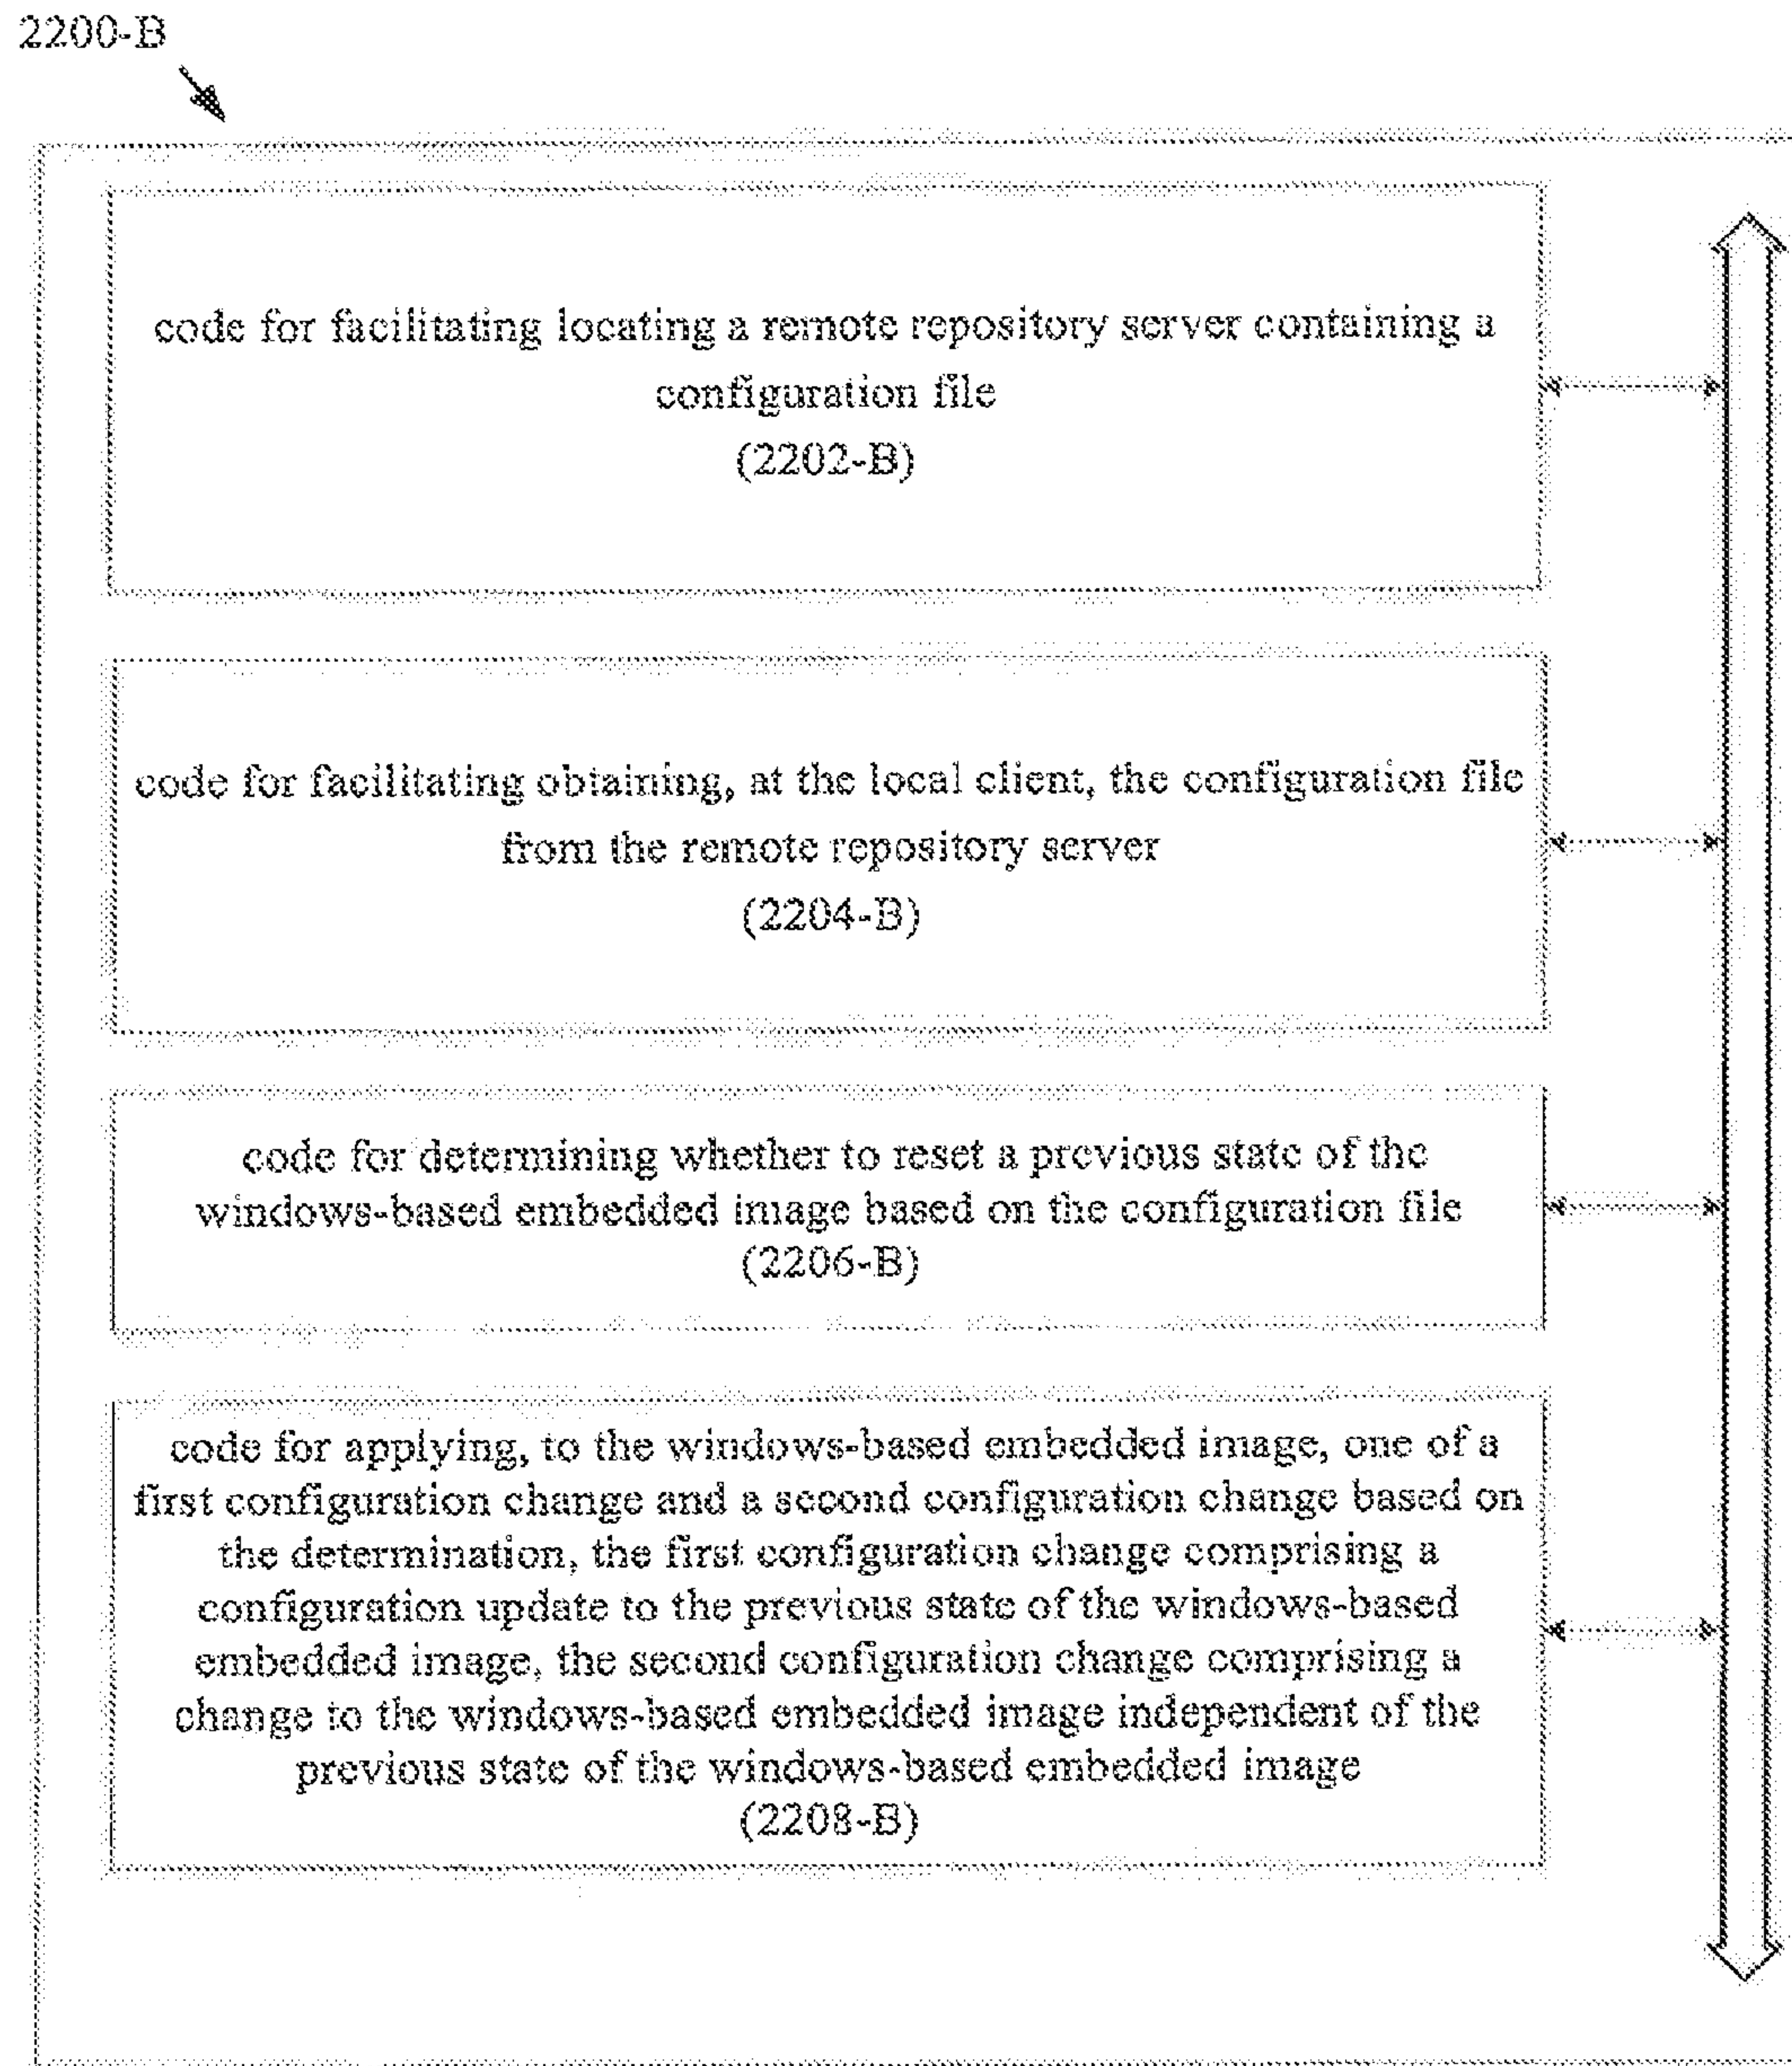 2200-B
code for facilitating locating a remote repository server containing a
configuration file
(2202-B)
code for facilitating obtaining, at the local client, the configuration file
from the remote repository server
(2204-B)
code for determining whether to reset a previous state of the
windows-based embedded image based on the configuration file
(2206-B)
code for applying, to the windows-based embedded image, one of a
first configuration change and a second configuration change based on
the determination, the first configuration change comprising a
configuration update to the previous state of the windows-based
embedded image, the second configuration change comprising a
change to the windows-based embedded image independent of the
previous state of the windows-based embedded image
(2208-B)